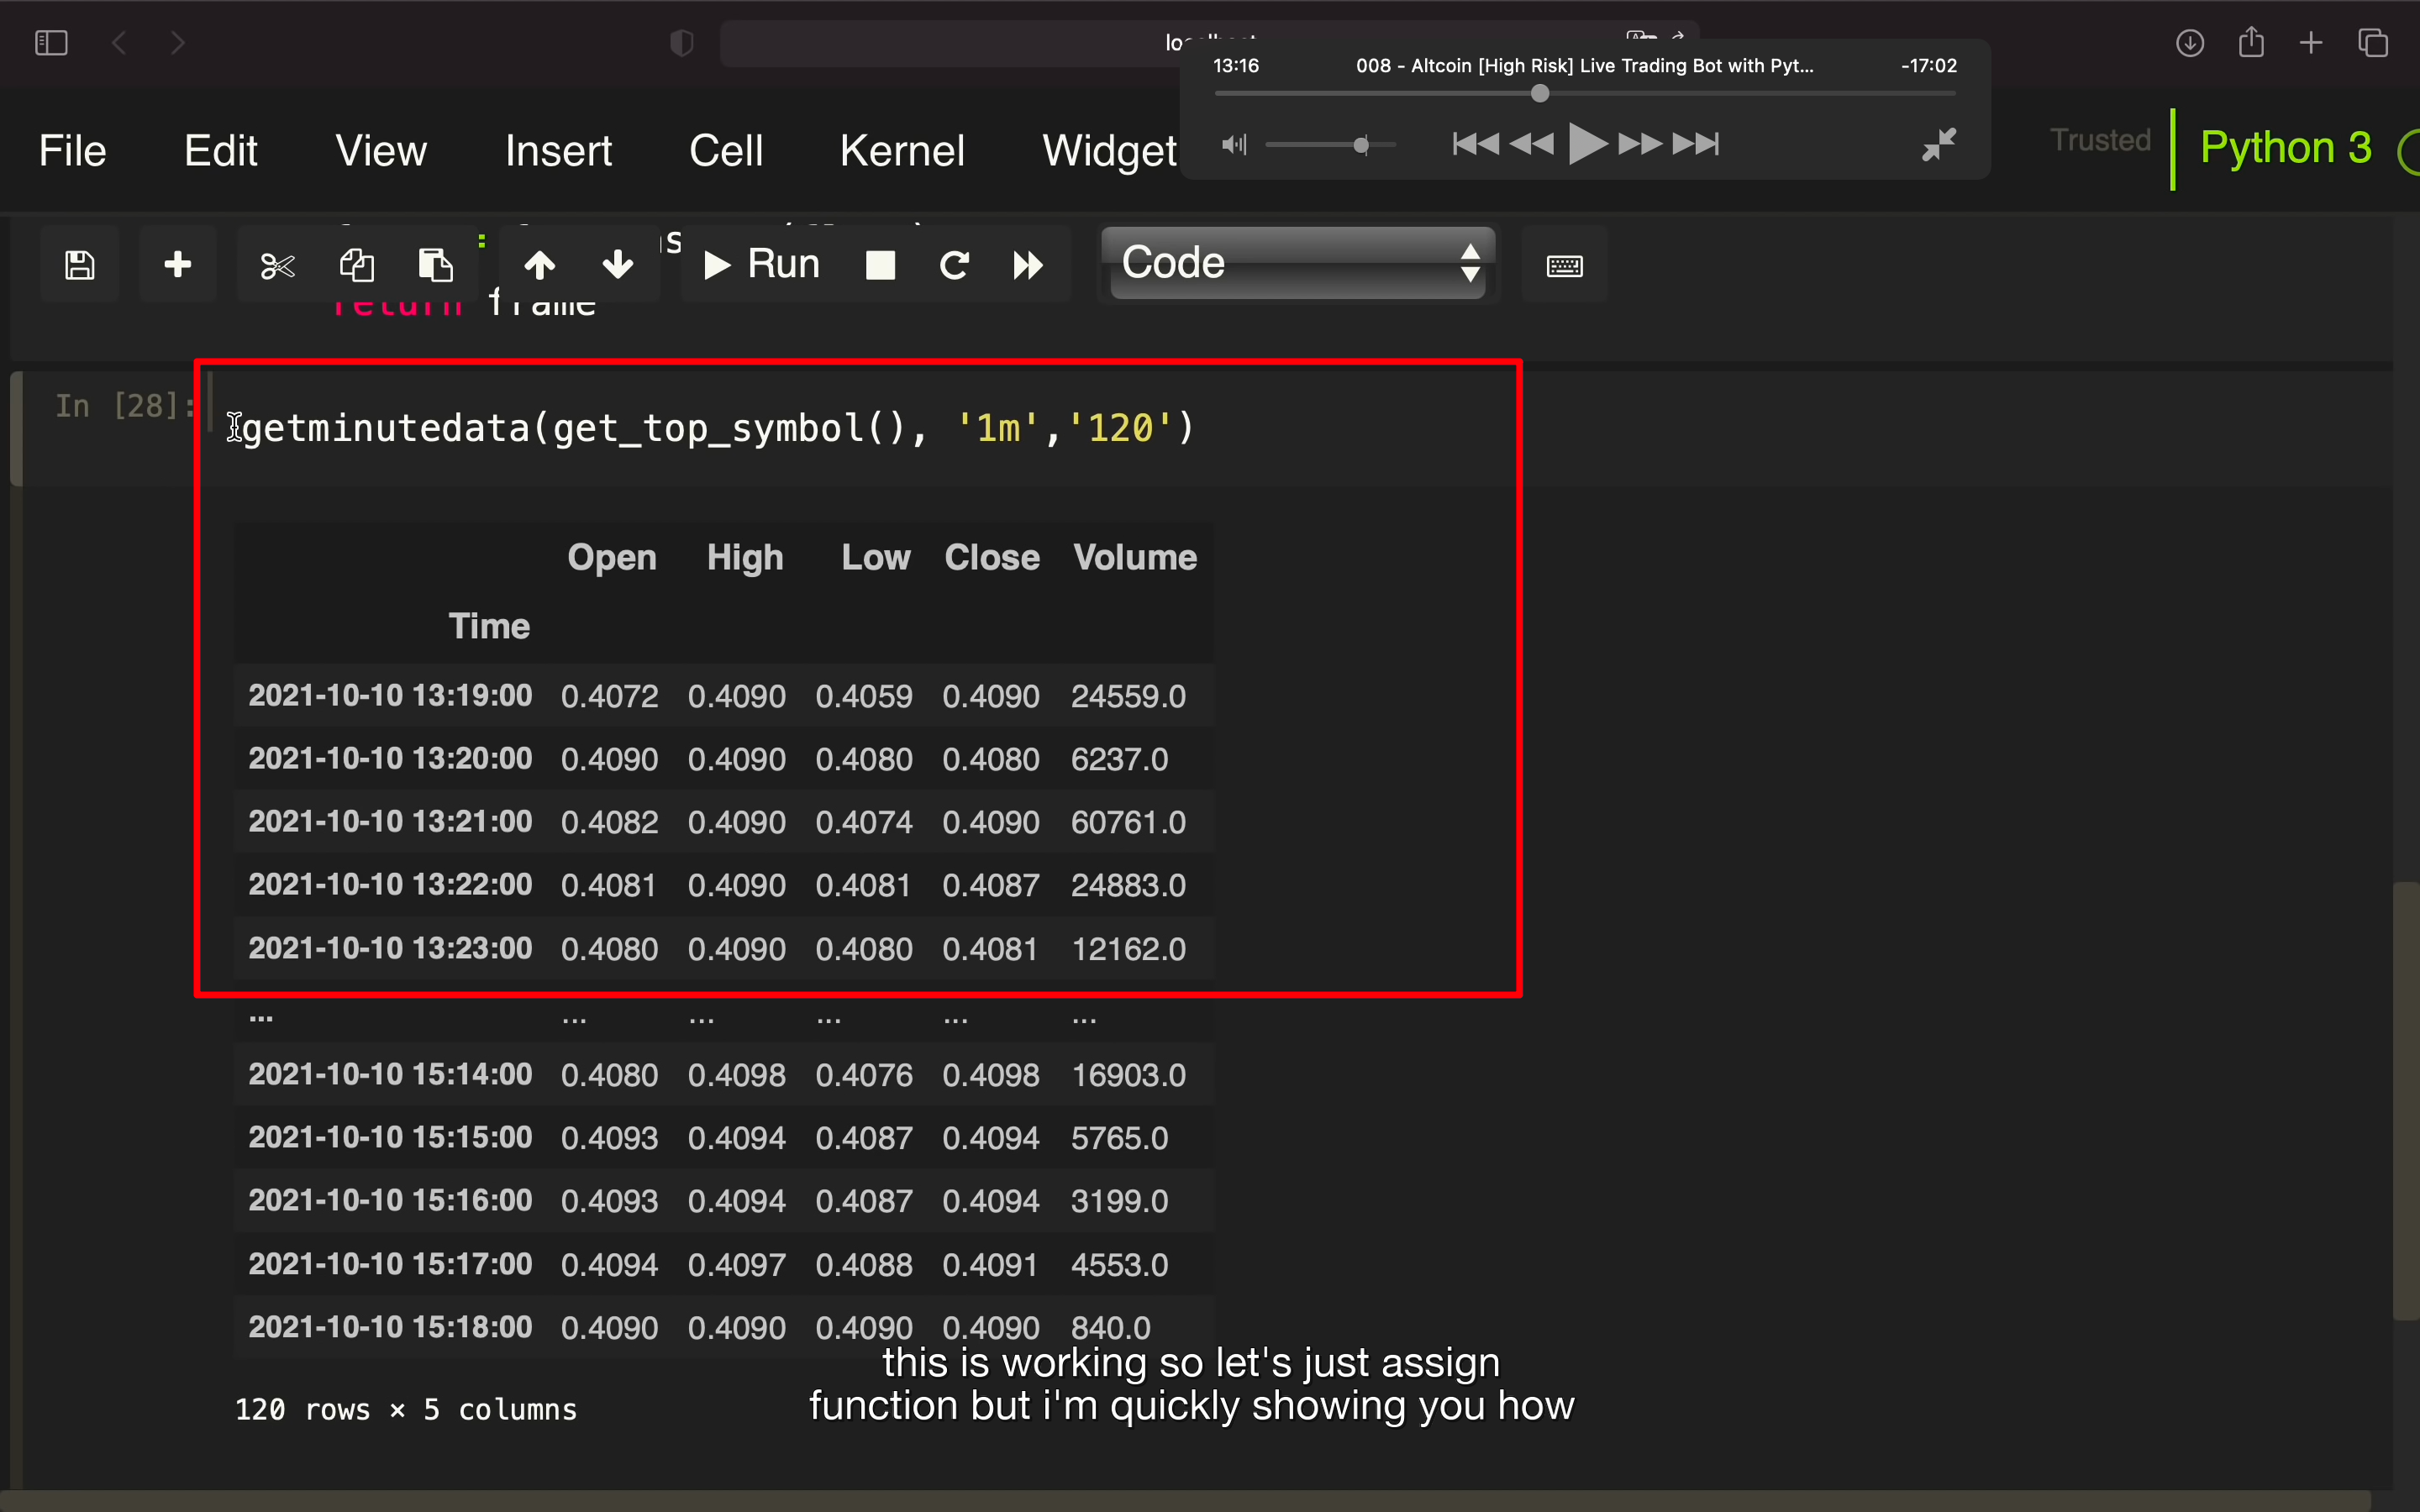 13:16 008 - Altcoin [High Risk] Live Trading Bot with Pyt... -17:02
File Edit View Insert Cell Kernel Widget Trusted Python 3
Run Code
return frame
In [28]: getminutedata(get_top_symbol(), '1m','120')
Open High Low Close Volume
Time
2021-10-10 13:19:00 0.4072 0.4090 0.4059 0.4090 24559.0
2021-10-10 13:20:00 0.4090 0.4090 0.4080 0.4080 6237.0
2021-10-10 13:21:00 0.4082 0.4090 0.4074 0.4090 60761.0
2021-10-10 13:22:00 0.4081 0.4090 0.4081 0.4087 24883.0
2021-10-10 13:23:00 0.4080 0.4090 0.4080 0.4081 12162.0
... ... ... ... ... ...
2021-10-10 15:14:00 0.4080 0.4098 0.4076 0.4098 16903.0
2021-10-10 15:15:00 0.4093 0.4094 0.4087 0.4094 5765.0
2021-10-10 15:16:00 0.4093 0.4094 0.4087 0.4094 3199.0
2021-10-10 15:17:00 0.4094 0.4097 0.4088 0.4091 4553.0
2021-10-10 15:18:00 0.4090 0.4090 0.4090 0.4090 840.0
this is working so let's just assign
function but i'm quickly showing you how
120 rows × 5 columns